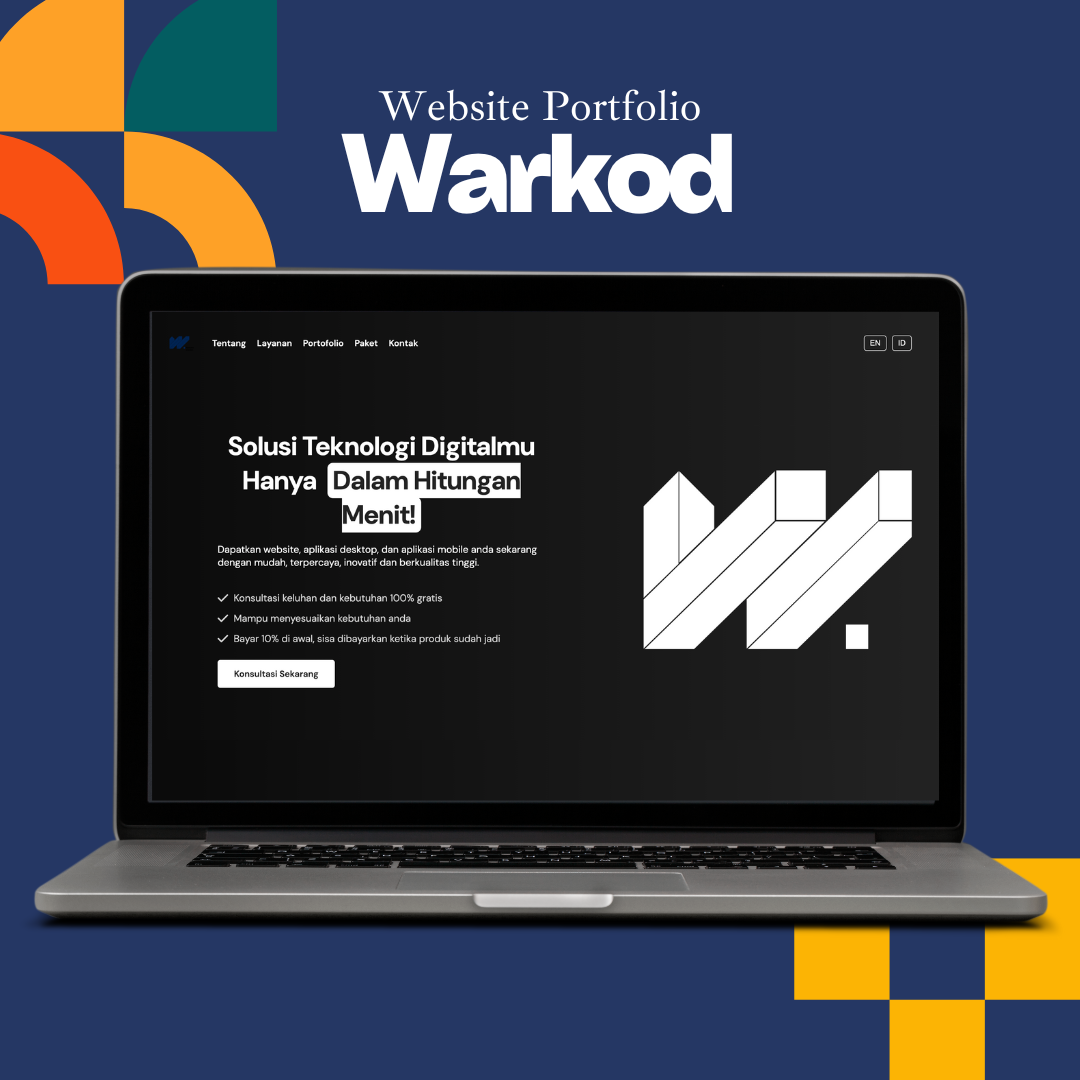 Website Portfolio
Warkod
Tentang Layanan Portofolio Paket Kontak
EN ID
Solusi Teknologi Digitalmu
Hanya Dalam Hitungan
Menit!
Dapatkan website, aplikasi desktop, dan aplikasi mobile anda sekarang
dengan mudah, terpercaya, inovatif dan berkualitas tinggi.
Konsultasi keluhan dan kebutuhan 100% gratis
Mampu menyesuaikan kebutuhan anda
Bayar 10% di awal, sisa dibayarkan ketika produk sudah jadi
Konsultasi Sekarang
W.